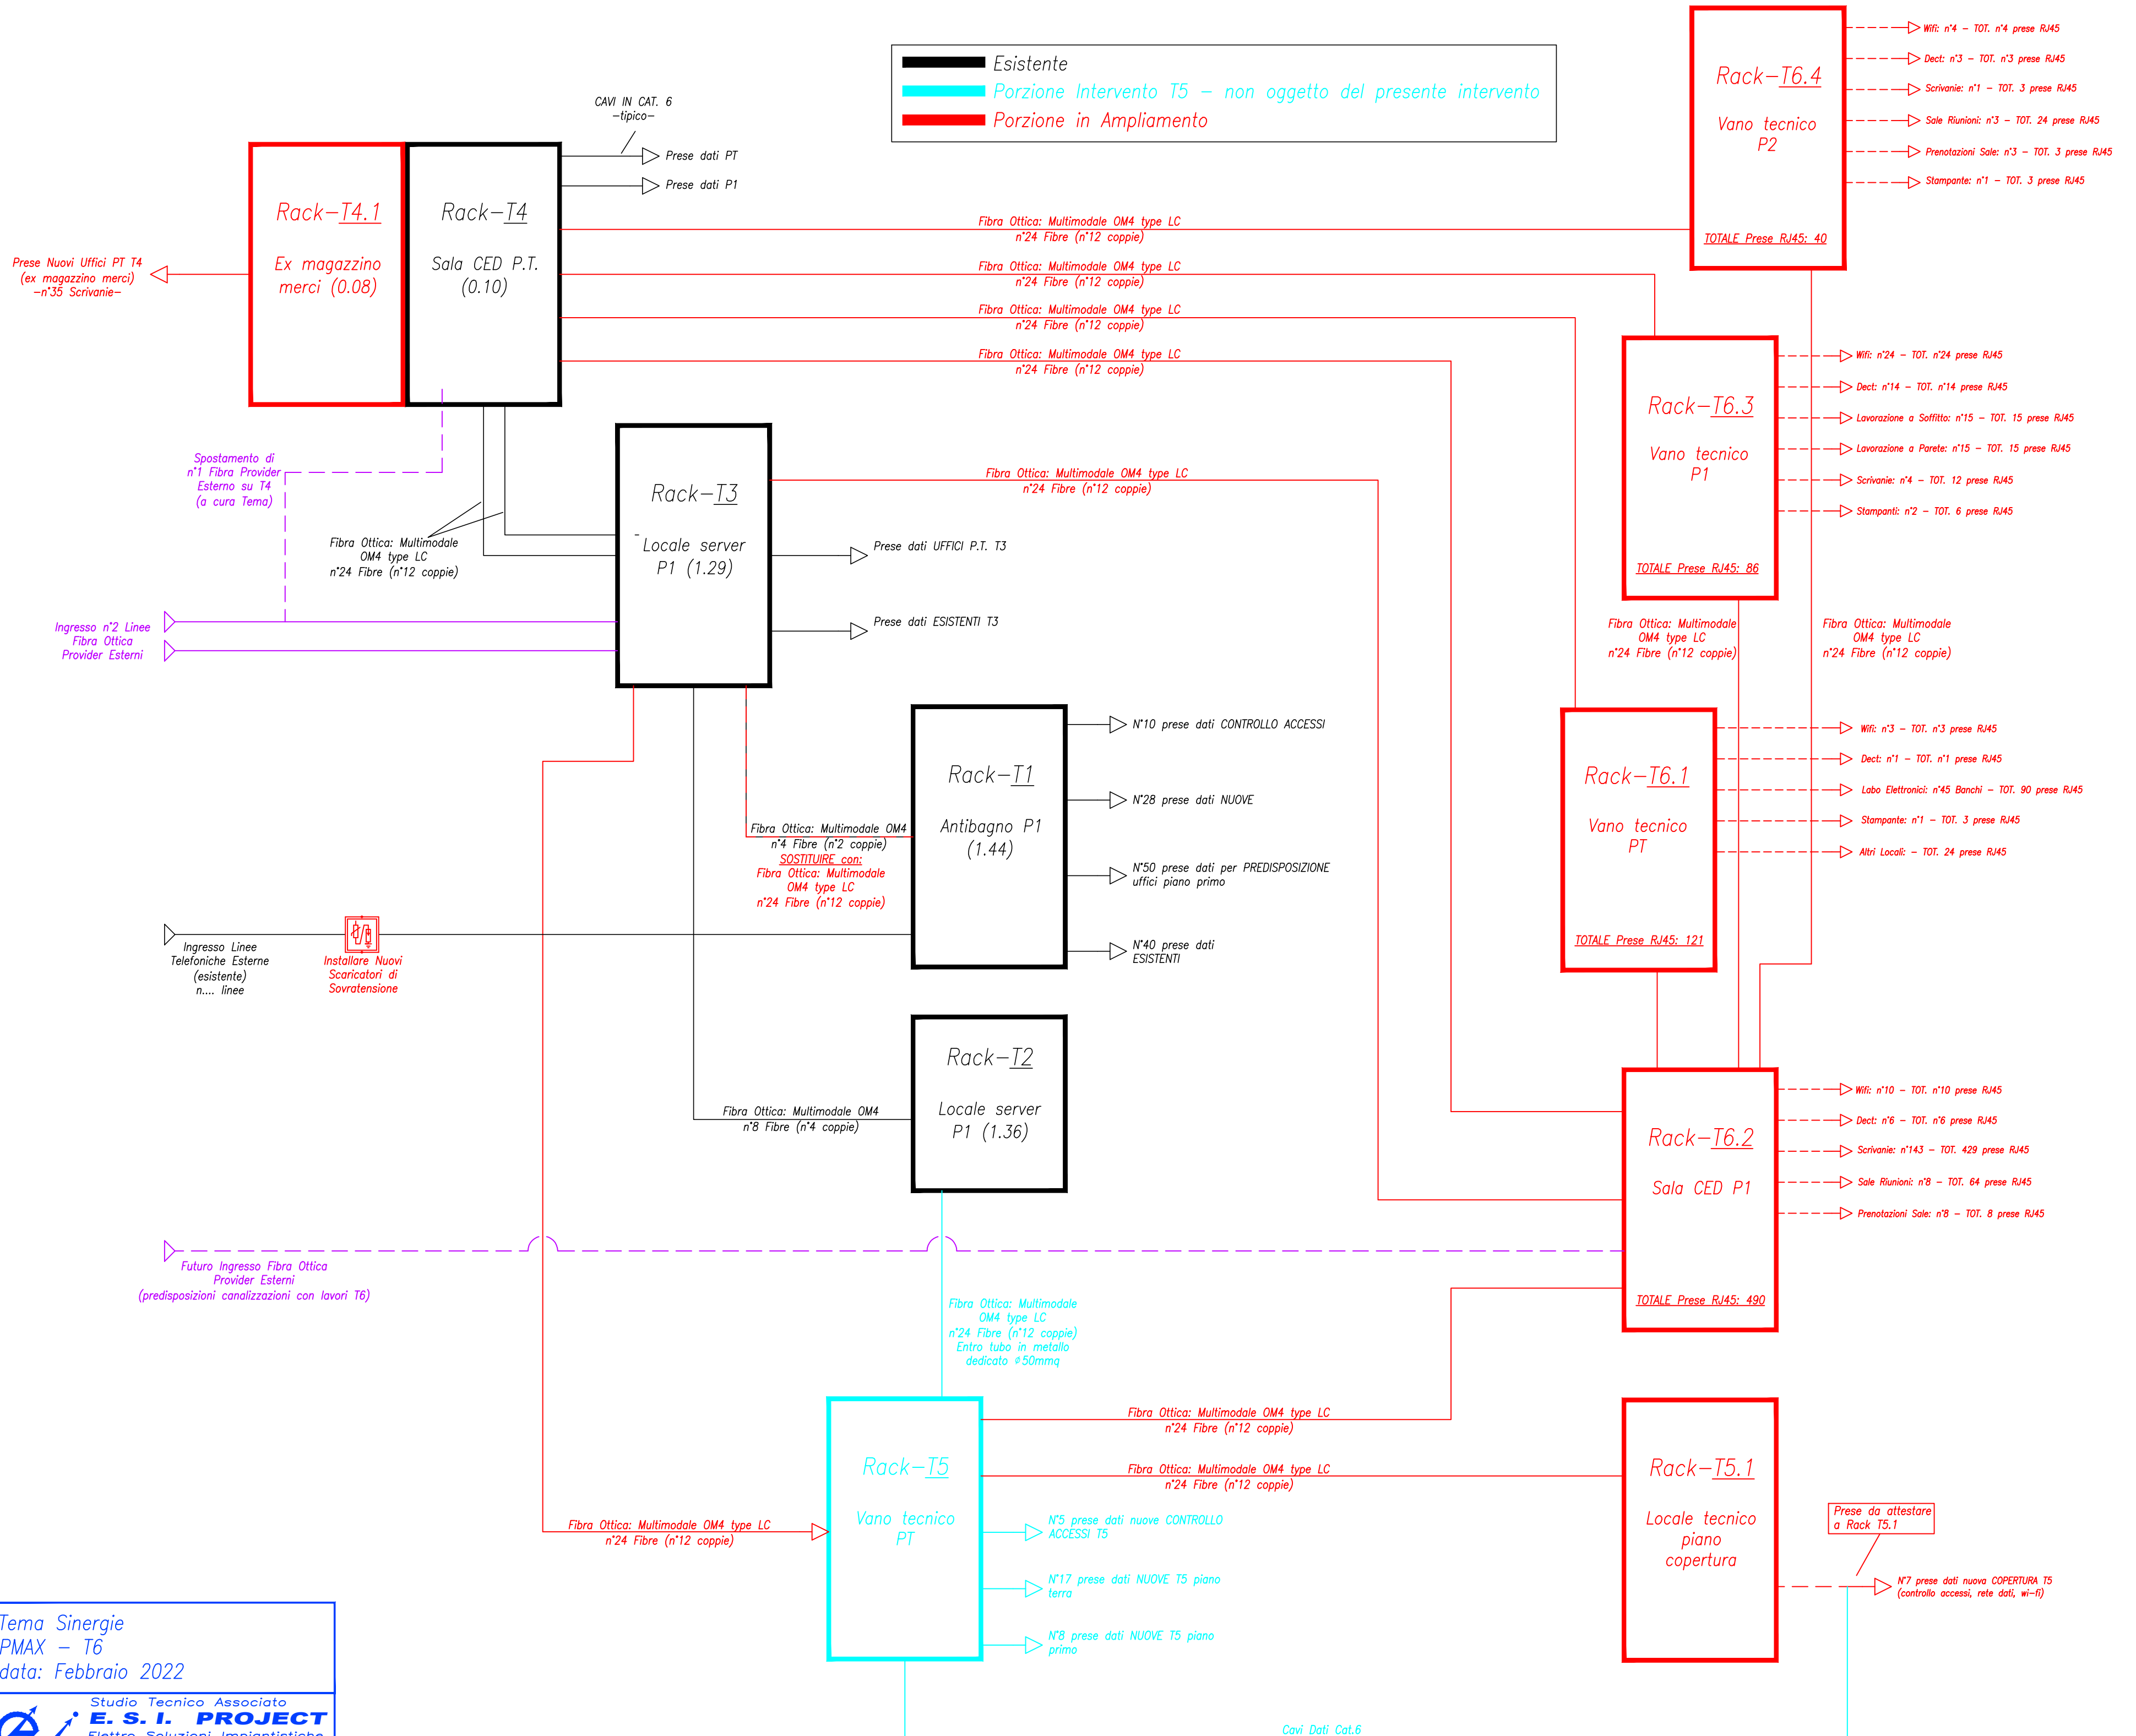 Esistente
Porzione Intervento T5 – non oggetto del presente intervento
Porzione in Ampliamento
CAVI IN CAT. 6
–tipico–
Prese dati PT
Prese dati P1
Rack–T4.1
Ex magazzino
merci (0.08)
Rack–T4
Sala CED P.T.
(0.10)
Prese Nuovi Uffici PT T4
(ex magazzino merci)
–n°35 Scrivanie–
Fibra Ottica: Multimodale OM4 type LC
n°24 Fibre (n°12 coppie)
Fibra Ottica: Multimodale OM4 type LC
n°24 Fibre (n°12 coppie)
Fibra Ottica: Multimodale OM4 type LC
n°24 Fibre (n°12 coppie)
Fibra Ottica: Multimodale OM4 type LC
n°24 Fibre (n°12 coppie)
Rack–T6.4
Vano tecnico
P2
TOTALE Prese RJ45: 40
Wifi: n°4 – TOT. n°4 prese RJ45
Dect: n°3 – TOT. n°3 prese RJ45
Scrivanie: n°1 – TOT. 3 prese RJ45
Sale Riunioni: n°3 – TOT. 24 prese RJ45
Prenotazioni Sale: n°3 – TOT. 3 prese RJ45
Stampante: n°1 – TOT. 3 prese RJ45
Rack–T6.3
Vano tecnico
P1
TOTALE Prese RJ45: 86
Wifi: n°24 – TOT. n°24 prese RJ45
Dect: n°14 – TOT. n°14 prese RJ45
Lavorazione a Soffitto: n°15 – TOT. 15 prese RJ45
Lavorazione a Parete: n°15 – TOT. 15 prese RJ45
Scrivanie: n°4 – TOT. 12 prese RJ45
Stampanti: n°2 – TOT. 6 prese RJ45
Spostamento di
n°1 Fibra Provider
Esterno su T4
(a cura Tema)
Fibra Ottica: Multimodale
OM4 type LC
n°24 Fibre (n°12 coppie)
Rack–T3
Locale server
P1 (1.29)
Fibra Ottica: Multimodale OM4 type LC
n°24 Fibre (n°12 coppie)
Prese dati UFFICI P.T. T3
Prese dati ESISTENTI T3
Ingresso n°2 Linee
Fibra Ottica
Provider Esterni
Fibra Ottica: Multimodale
OM4 type LC
n°24 Fibre (n°12 coppie)
Fibra Ottica: Multimodale
OM4 type LC
n°24 Fibre (n°12 coppie)
Rack–T1
Antibagno P1
(1.44)
N°10 prese dati CONTROLLO ACCESSI
N°28 prese dati NUOVE
N°50 prese dati per PREDISPOSIZIONE
uffici piano primo
N°40 prese dati
ESISTENTI
Fibra Ottica: Multimodale OM4
n°4 Fibre (n°2 coppie)
SOSTITUIRE con:
Fibra Ottica: Multimodale
OM4 type LC
n°24 Fibre (n°12 coppie)
Rack–T6.1
Vano tecnico
PT
TOTALE Prese RJ45: 121
Wifi: n°3 – TOT. n°3 prese RJ45
Dect: n°1 – TOT. n°1 prese RJ45
Labo Elettronici: n°45 Banchi – TOT. 90 prese RJ45
Stampante: n°1 – TOT. 3 prese RJ45
Altri Locali: – TOT. 24 prese RJ45
Ingresso Linee
Telefoniche Esterne
(esistente)
n.... linee
Installare Nuovi
Scaricatori di
Sovratensione
Rack–T2
Locale server
P1 (1.36)
Fibra Ottica: Multimodale OM4
n°8 Fibre (n°4 coppie)
Rack–T6.2
Sala CED P1
TOTALE Prese RJ45: 490
Wifi: n°10 – TOT. n°10 prese RJ45
Dect: n°6 – TOT. n°6 prese RJ45
Scrivanie: n°143 – TOT. 429 prese RJ45
Sale Riunioni: n°8 – TOT. 64 prese RJ45
Prenotazioni Sale: n°8 – TOT. 8 prese RJ45
Futuro Ingresso Fibra Ottica
Provider Esterni
(predisposizioni canalizzazioni con lavori T6)
Fibra Ottica: Multimodale
OM4 type LC
n°24 Fibre (n°12 coppie)
Entro tubo in metallo
dedicato ø50mmq
Rack–T5
Vano tecnico
PT
Fibra Ottica: Multimodale OM4 type LC
n°24 Fibre (n°12 coppie)
Fibra Ottica: Multimodale OM4 type LC
n°24 Fibre (n°12 coppie)
Fibra Ottica: Multimodale OM4 type LC
n°24 Fibre (n°12 coppie)
N°5 prese dati nuove CONTROLLO
ACCESSI T5
N°17 prese dati NUOVE T5 piano
terra
N°8 prese dati NUOVE T5 piano
primo
Rack–T5.1
Locale tecnico
piano
copertura
Prese da attestare
a Rack T5.1
N°7 prese dati nuova COPERTURA T5
(controllo accessi, rete dati, wi–fi)
Cavi Dati Cat.6
Tema Sinergie
PMAX – T6
data: Febbraio 2022
Studio Tecnico Associato
E. S. I. PROJECT
Elettro Soluzioni Impiantistiche